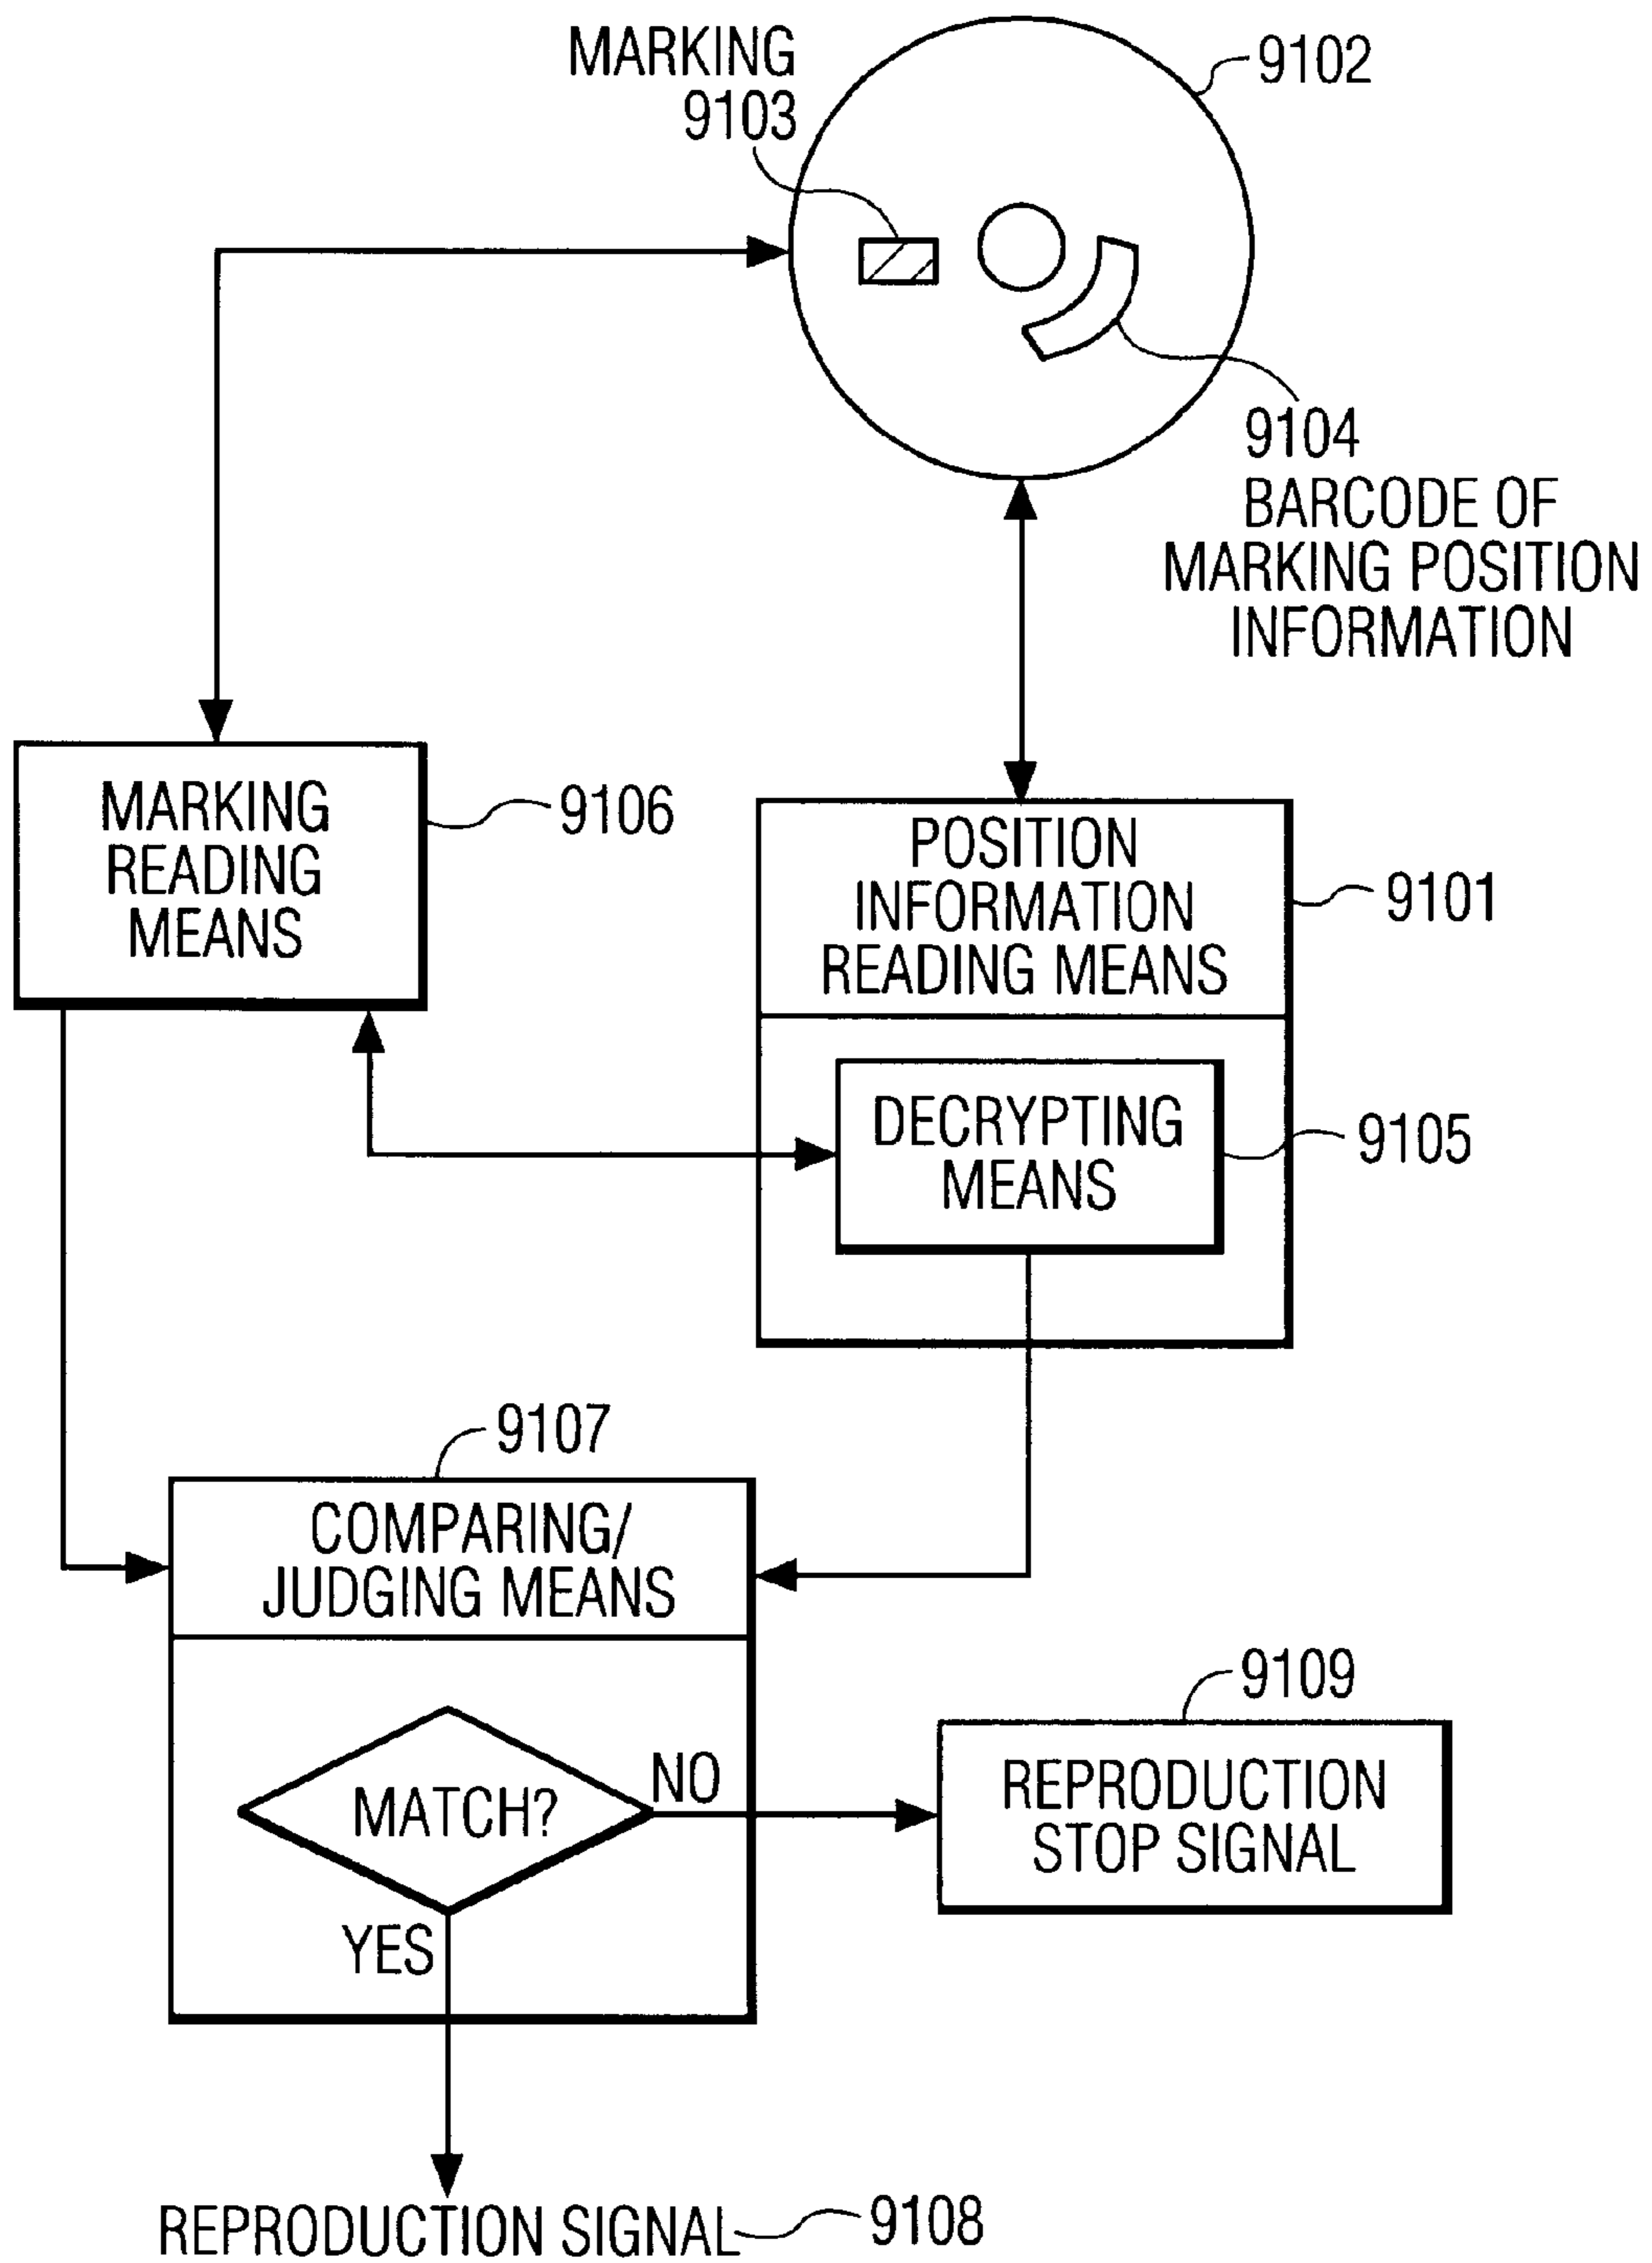 MARKING
9103
9102
9104
BARCODE OF
MARKING POSITION
INFORMATION
MARKING
READING
MEANS
9106
POSITION
INFORMATION
READING MEANS
9101
DECRYPTING
MEANS
9105
9107
COMPARING/
JUDGING MEANS
MATCH?
NO
YES
9109
REPRODUCTION
STOP SIGNAL
REPRODUCTION SIGNAL
9108